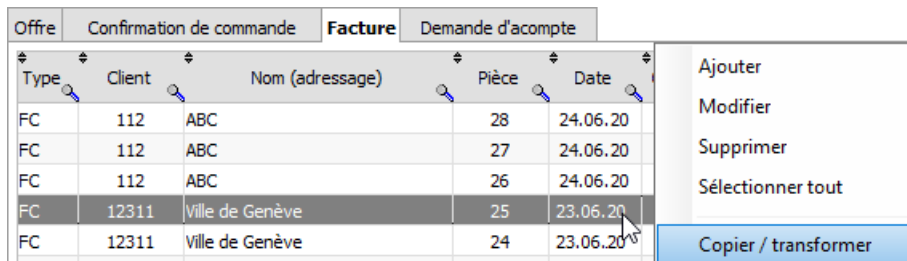 Offre Confirmation de commande Facture Demande d'acompte
Type Client Nom (adressage) Pièce Date
Ajouter
Modifier
FC 112 ABC 28 24.06.20
FC 112 ABC 27 24.06.20
Supprimer
FC 112 ABC 26 24.06.20
Sélectionner tout
FC 12311 Ville de Genève 25 23.06.20
FC 12311 Ville de Genève 24 23.06.20
Copier / transformer